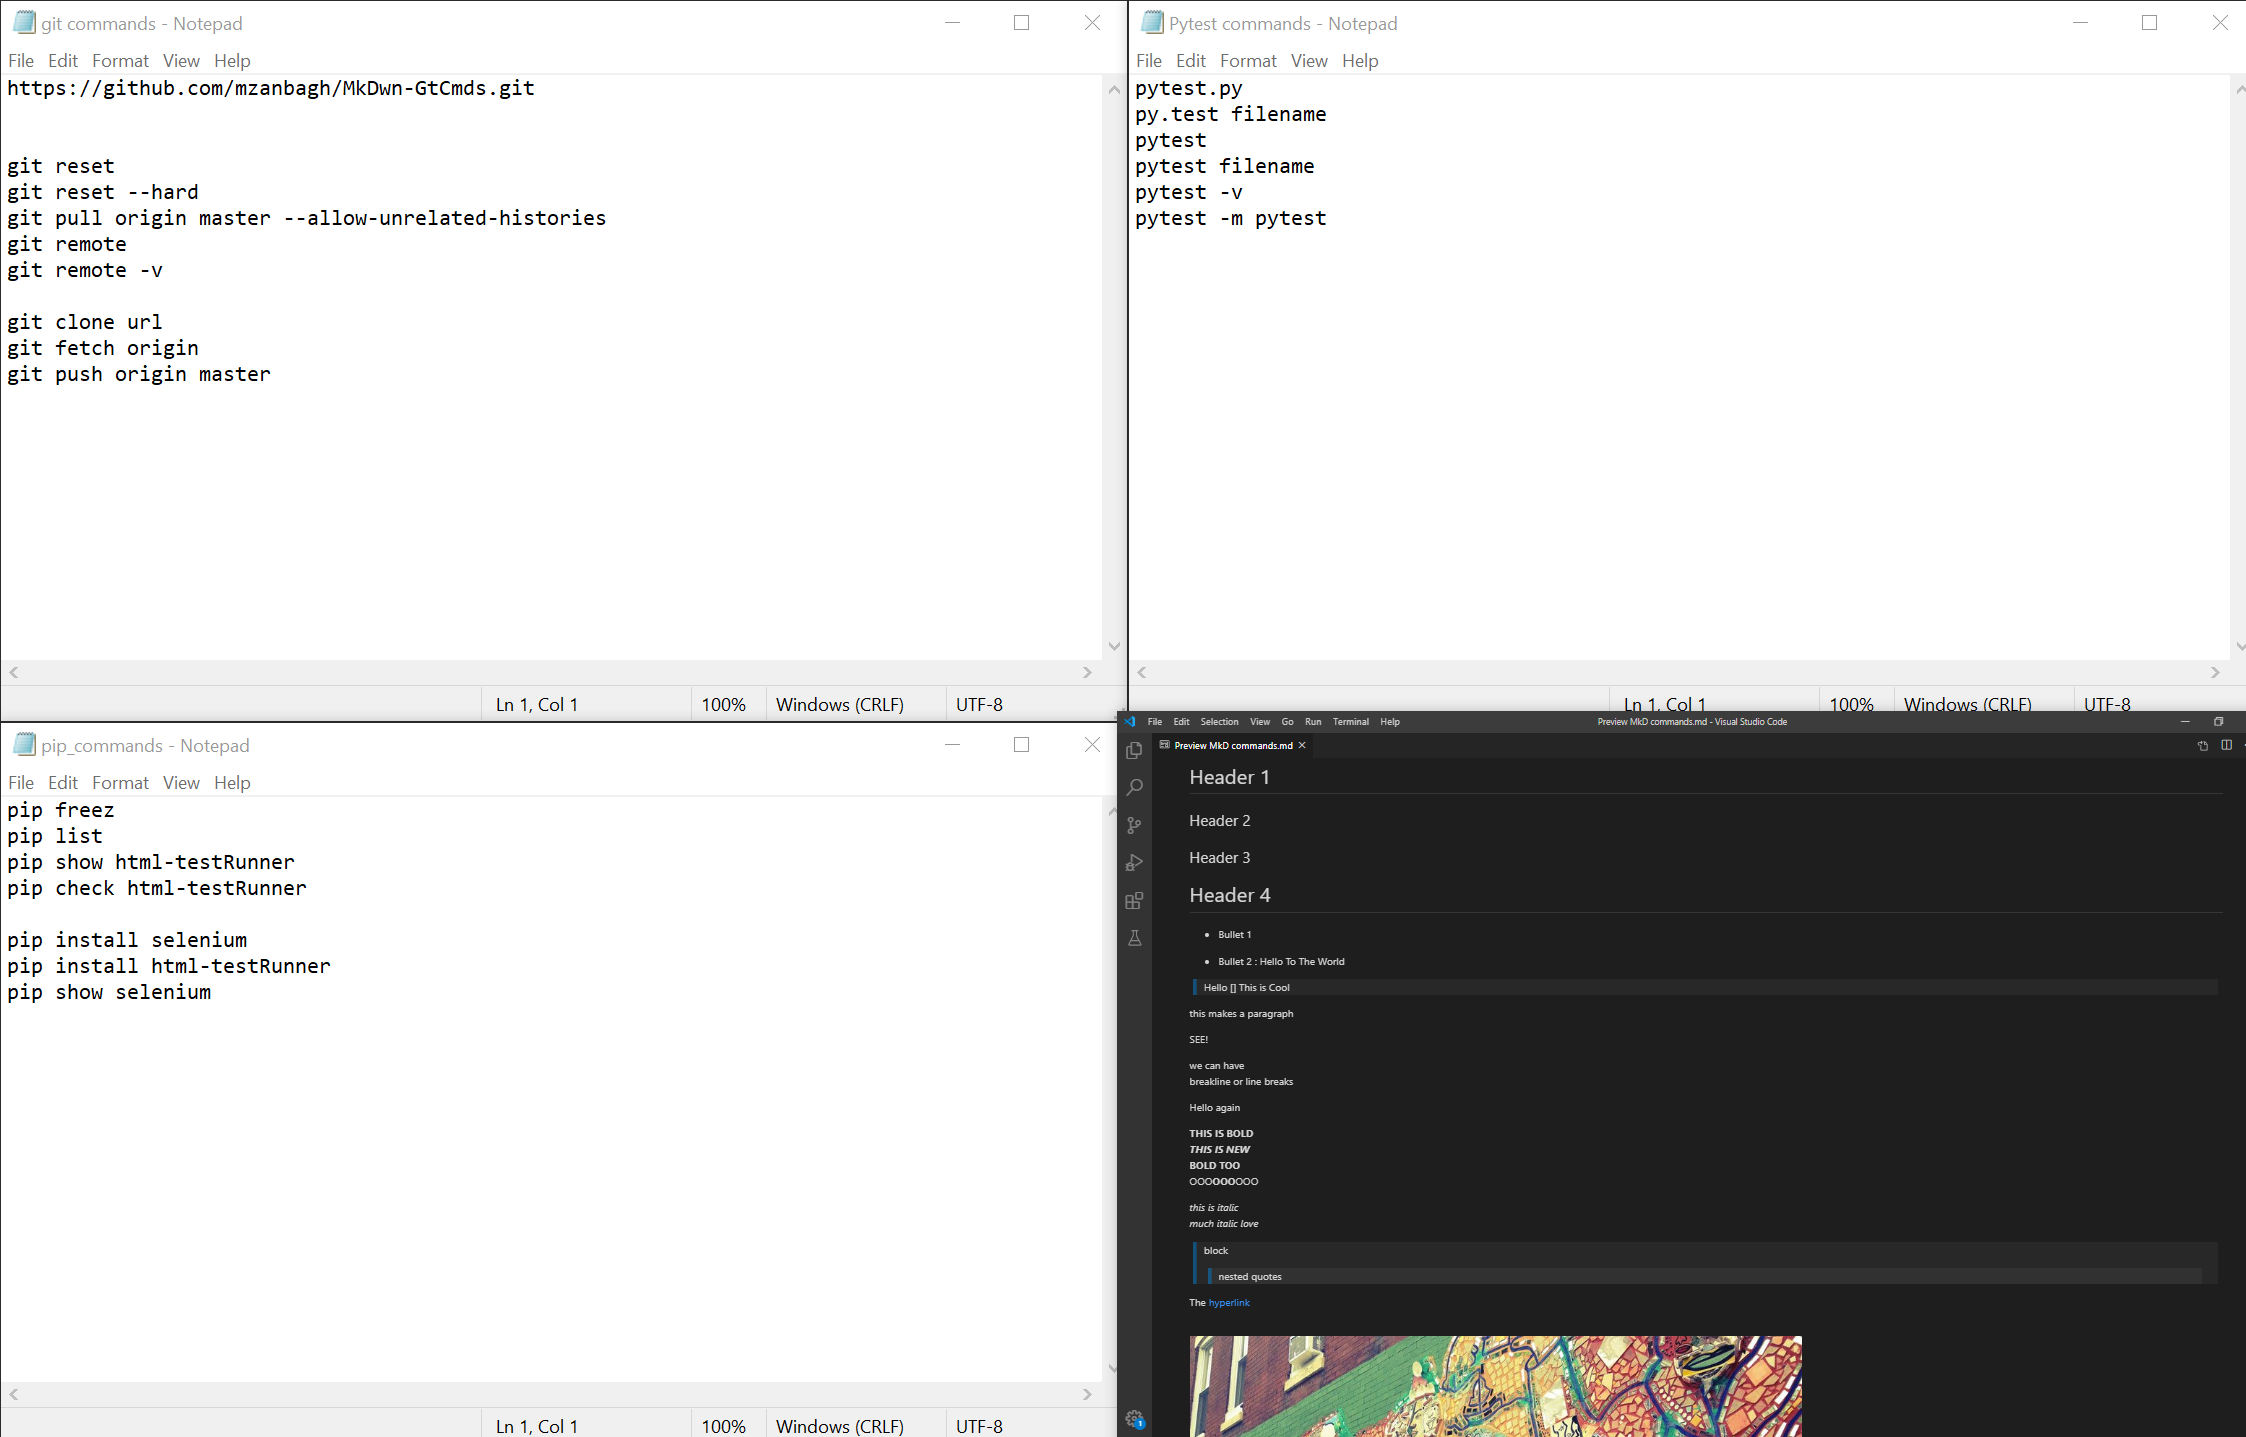 git commands - Notepad
File Edit Format View Help
https://github.com/mzanbagh/MkDwn-GtCmds.git
git reset
git reset --hard
git pull origin master --allow-unrelated-histories
git remote
git remote -v
git clone url
git fetch origin
git push origin master
Ln 1, Col 1 100% Windows (CRLF) UTF-8
Pytest commands - Notepad
File Edit Format View Help
pytest.py
py.test filename
pytest
pytest filename
pytest -v
pytest -m pytest
Ln 1, Col 1 100% Windows (CRLF) UTF-8
pip_commands - Notepad
File Edit Format View Help
pip freez
pip list
pip show html-testRunner
pip check html-testRunner
pip install selenium
pip install html-testRunner
pip show selenium
Ln 1, Col 1 100% Windows (CRLF) UTF-8
File Edit Selection View Go Run Terminal Help Preview MkD commands.md - Visual Studio Code
Preview MkD commands.md
Header 1
Header 2
Header 3
Header 4
• Bullet 1
• Bullet 2 : Hello To The World
Hello [] This is Cool
this makes a paragraph
SEE!
we can have
breakline or line breaks
Hello again
THIS IS BOLD
THIS IS NEW
BOLD TOO
OOOOOOOOO
this is italic
much italic love
block
nested quotes
The hyperlink
1